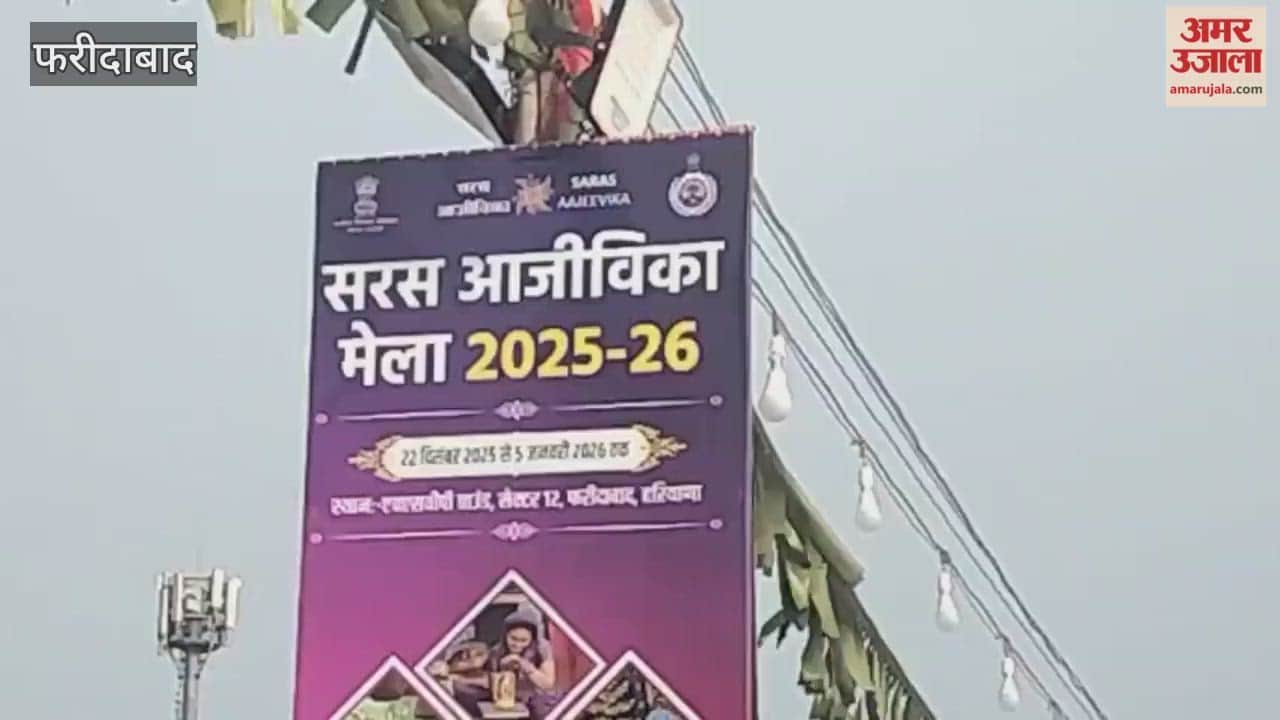 फरीदाबाद
अमर
उजाला
amarujala.com
सरस
आजीविका
SARAS
AAJEEVIKA
सरस आजीविका
मेला 2025-26
22 दिसंबर 2025 से 5 जनवरी 2026 तक
स्थान:-एचएसवीपी ग्राउंड, सेक्टर 12, फरीदाबाद, हरियाणा